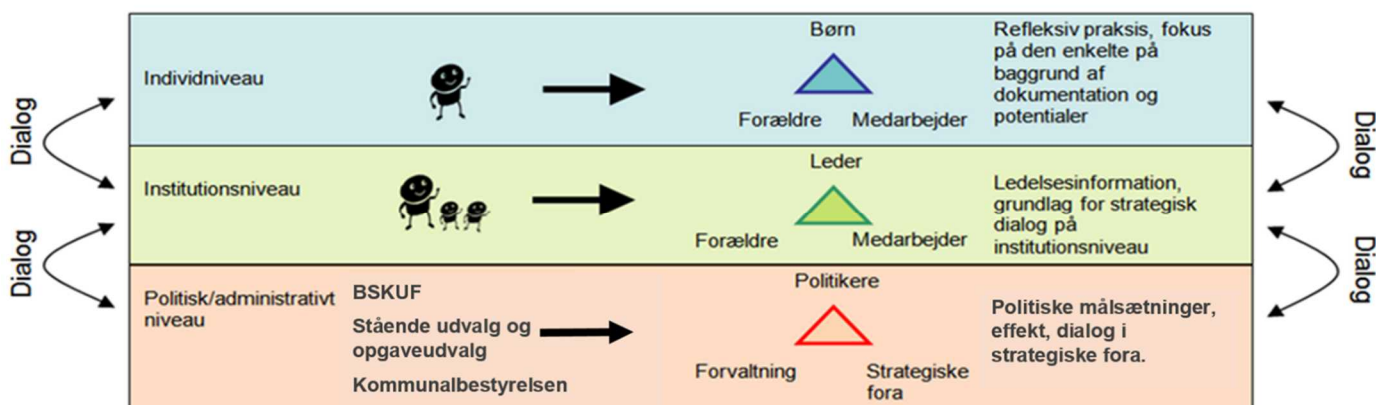 Dialog
Dialog
Individniveau
Børn
Forældre Medarbejder
Refleksiv praksis, fokus
på den enkelte på
baggrund af
dokumentation og
potentialer
Institutionsniveau
Leder
Forældre Medarbejder
Ledelsesinformation,
grundlag for strategisk
dialog på
institutionsniveau
Politisk/administrativt
niveau
BSKUF
Stående udvalg og
opgaveudvalg
Kommunalbestyrelsen
Politikere
Forvaltning Strategiske
fora
Politiske målsætninger,
effekt, dialog i
strategiske fora.
Dialog
Dialog